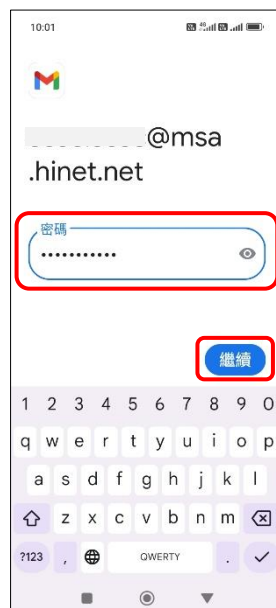 10:01
@msa
.hinet.net
密碼
•••••••••••
繼續
1 2 3 4 5 6 7 8 9 0
q w e r t y u i o p
a s d f g h j k l
z x c v b n m
?123 , QWERTY .